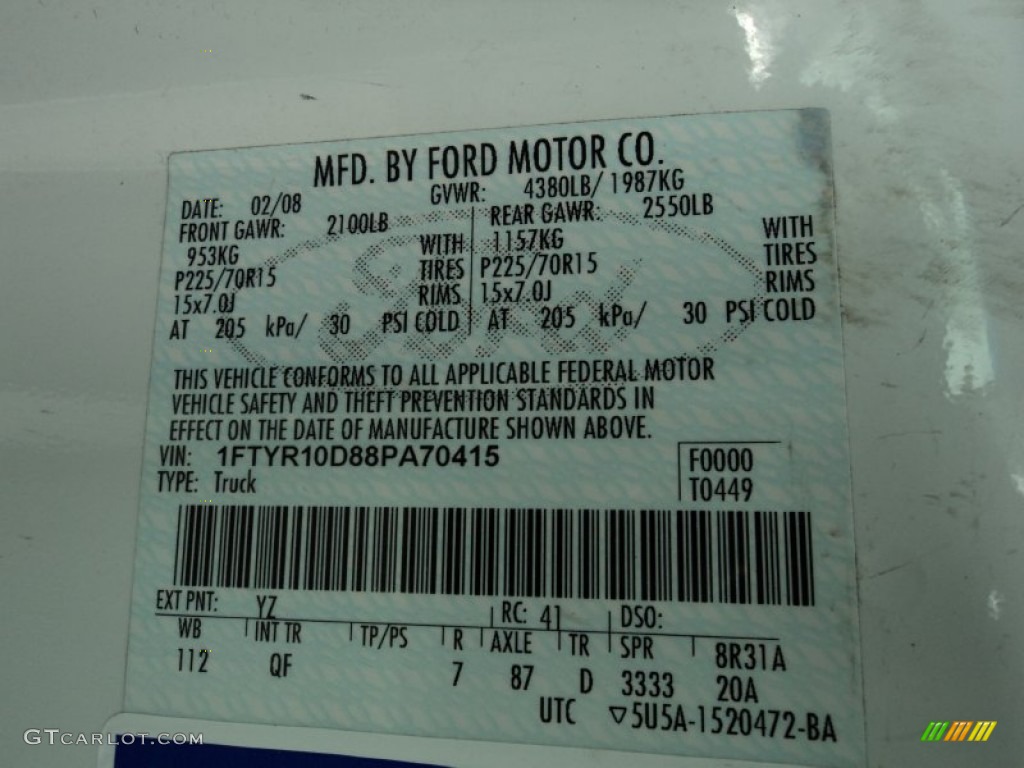 MFD. BY FORD MOTOR CO.
DATE: 02/08 GVWR: 4380LB/ 1987KG
FRONT GAWR: 2100LB REAR GAWR: 2550LB
953KG WITH 1157KG WITH
P225/70R15 TIRES P225/70R15 TIRES
15x7.0J RIMS 15x7.0J RIMS
AT 205 kPa/ 30 PSI COLD AT 205 kPa/ 30 PSI COLD
Ford
THIS VEHICLE CONFORMS TO ALL APPLICABLE FEDERAL MOTOR
VEHICLE SAFETY AND THEFT PREVENTION STANDARDS IN
EFFECT ON THE DATE OF MANUFACTURE SHOWN ABOVE.
VIN: 1FTYR10D88PA70415 F0000
TYPE: Truck T0449
EXT PNT: YZ RC: 41 DSO:
WB INT TR TP/PS R AXLE TR SPR 8R31A
112 QF 7 87 D 3333 20A
UTC ▽5U5A-1520472-BA
GTCARLOT.COM